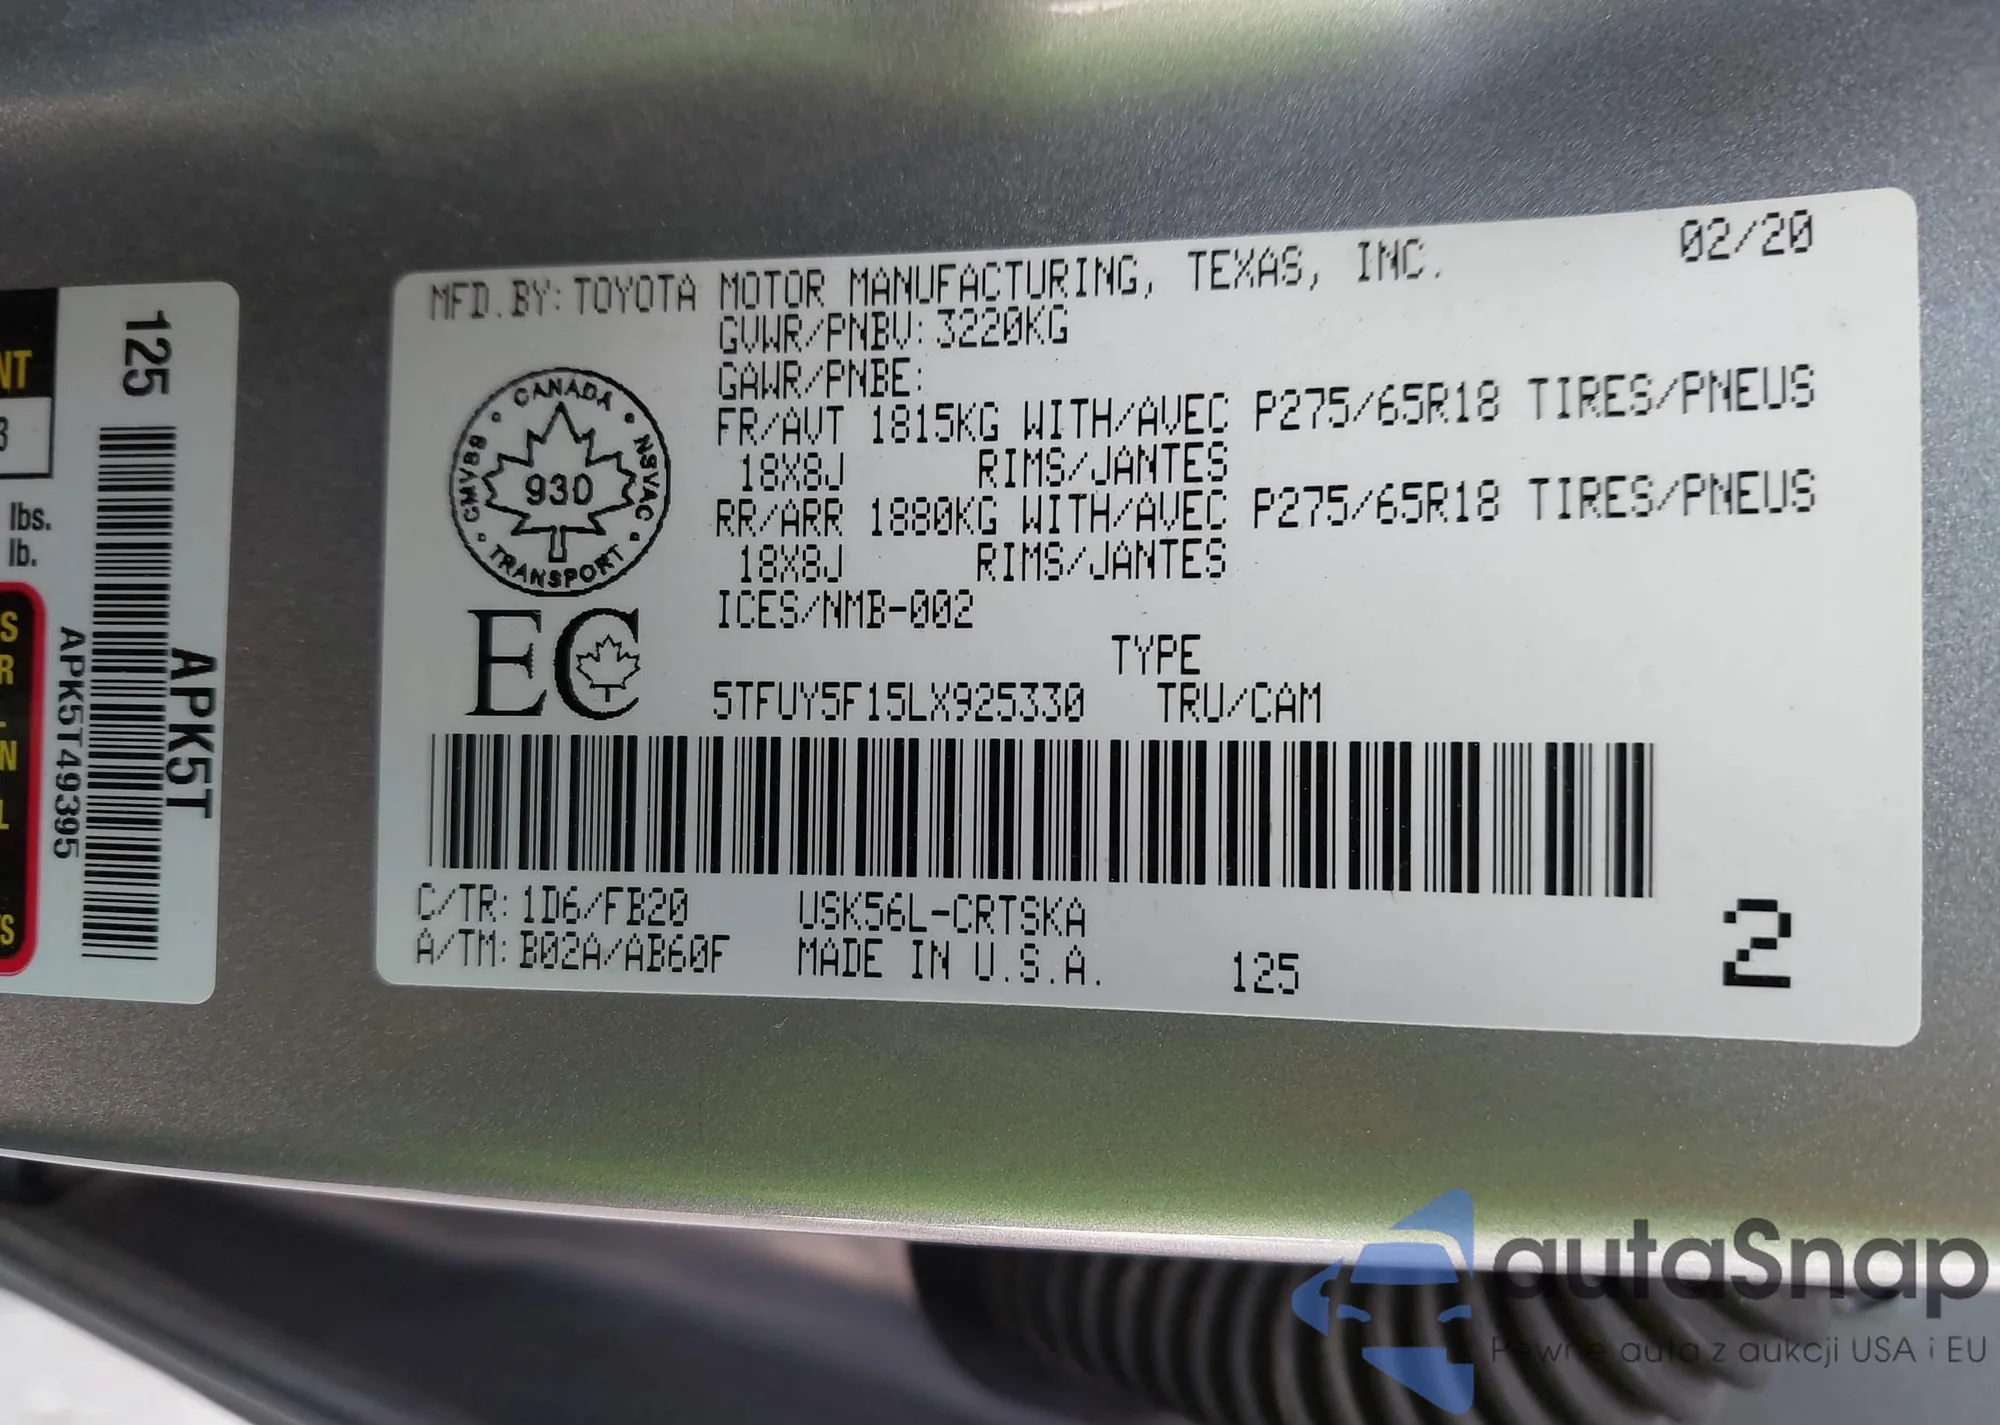 NT
3
lbs.
lb.
S
R
L
N
L
S
125
APK5T
APK5T49395
MFD.BY:TOYOTA MOTOR MANUFACTURING, TEXAS, INC. 02/20
GVWR/PNBV:3220KG
GAWR/PNBE:
FR/AVT 1815KG WITH/AVEC P275/65R18 TIRES/PNEUS
18X8J RIMS/JANTES
RR/ARR 1880KG WITH/AVEC P275/65R18 TIRES/PNEUS
18X8J RIMS/JANTES
ICES/NMB-002
CANADA
CMVSS 930 NSVAC
TRANSPORT
EC
TYPE
5TFUY5F15LX925330 TRU/CAM
C/TR:1D6/FB20 USK56L-CRTSKA
A/TM:B02A/AB60F MADE IN U.S.A. 125
2
autaSnap
Pewne auta z aukcji USA i EU